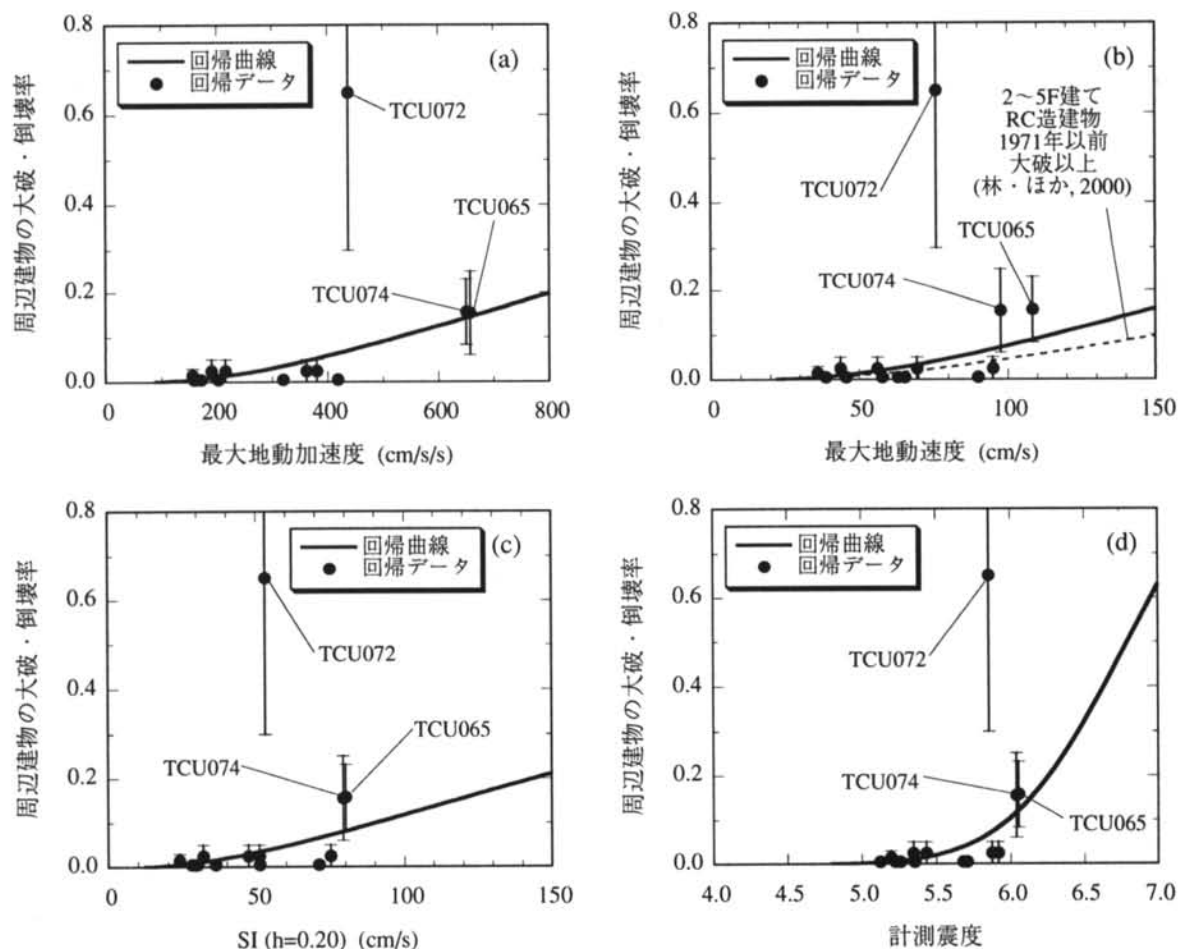 0.8
0.6
0.4
0.2
0.0
周辺建物の大破・倒壊率
回帰曲線
回帰データ
(a)
TCU072
TCU065
TCU074
200
400
600
800
最大地動加速度 (cm/s/s)
0.8
0.6
0.4
0.2
0.0
周辺建物の大破・倒壊率
回帰曲線
回帰データ
(b)
2～5F建て
RC造建物
1971年以前
大破以上
(林・ほか, 2000)
TCU072
TCU065
TCU074
0
50
100
150
最大地動速度 (cm/s)
0.8
0.6
0.4
0.2
0.0
周辺建物の大破・倒壊率
回帰曲線
回帰データ
(c)
TCU072
TCU065
TCU074
0
50
100
150
SI (h=0.20) (cm/s)
0.8
0.6
0.4
0.2
0.0
周辺建物の大破・倒壊率
回帰曲線
回帰データ
(d)
TCU072
TCU074
TCU065
4.0
4.5
5.0
5.5
6.0
6.5
7.0
計測震度